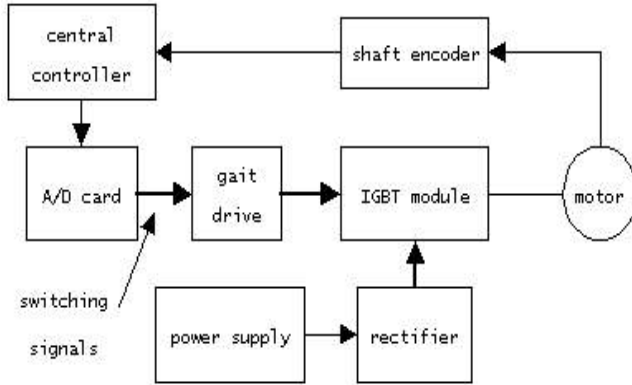 central
controller
shaft encoder
A/D card
gait
drive
IGBT module
motor
switching
signals
power supply
rectifier